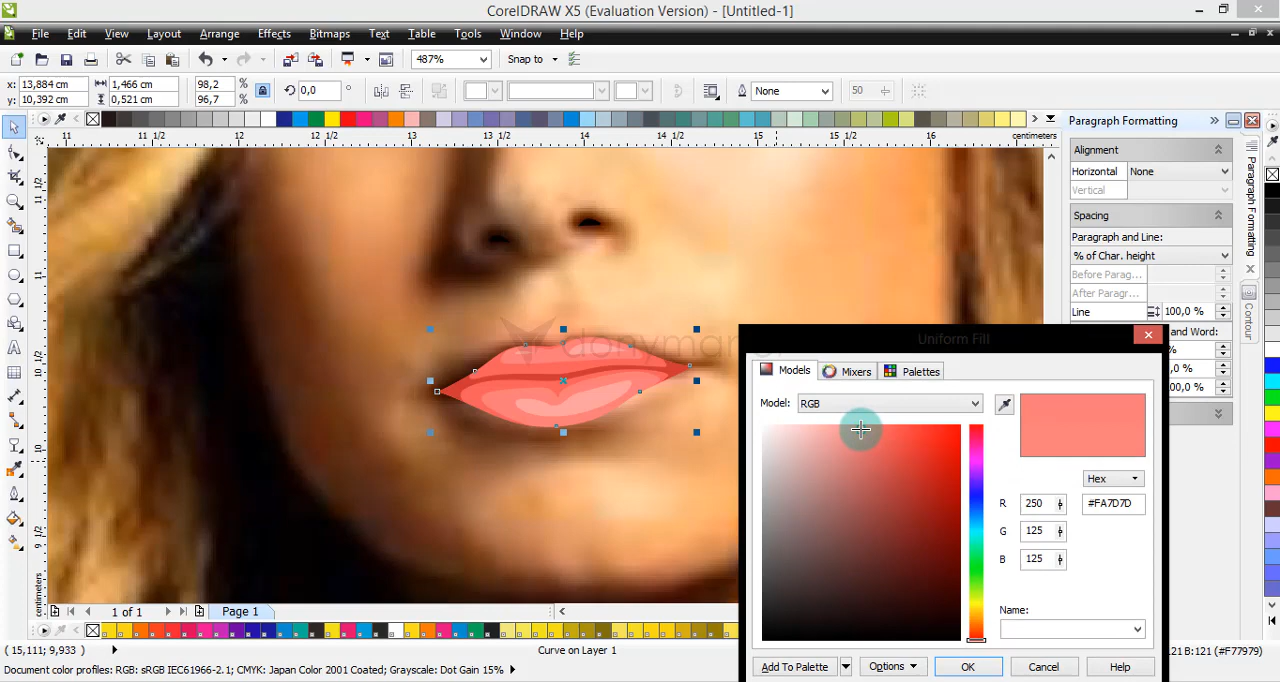 CorelDRAW X5 (Evaluation Version) - [Untitled-1]
File Edit View Layout Arrange Effects Bitmaps Text Table Tools Window Help
487% Snap to
x: 13,884 cm 1,466 cm 98,2 % 0,0 ° None 50
y: 10,392 cm 0,521 cm 96,7 %
11 11 1/2 12 12 1/2 13 13 1/2 14 14 1/2 15 15 1/2 16 centimeters
11 1/2
11
10 1/2
10
9 1/2
centimeters
Paragraph Formatting
Alignment
Horizontal None
Vertical
Spacing
Paragraph and Line:
% of Char. height
Before Parag...
After Paragr...
Line 100,0 %
and Word:
%
,0 %
00,0 %
Paragraph Formatting
Contour
Uniform Fill
Models Mixers Palettes
Model: RGB
Hex
R 250 #FA7D7D
G 125
B 125
Name:
Add To Palette Options OK Cancel Help
1 of 1 Page 1
( 15,111; 9,933 ) Curve on Layer 1 121 B:121 (#F77979)
Document color profiles: RGB: sRGB IEC61966-2.1; CMYK: Japan Color 2001 Coated; Grayscale: Dot Gain 15%